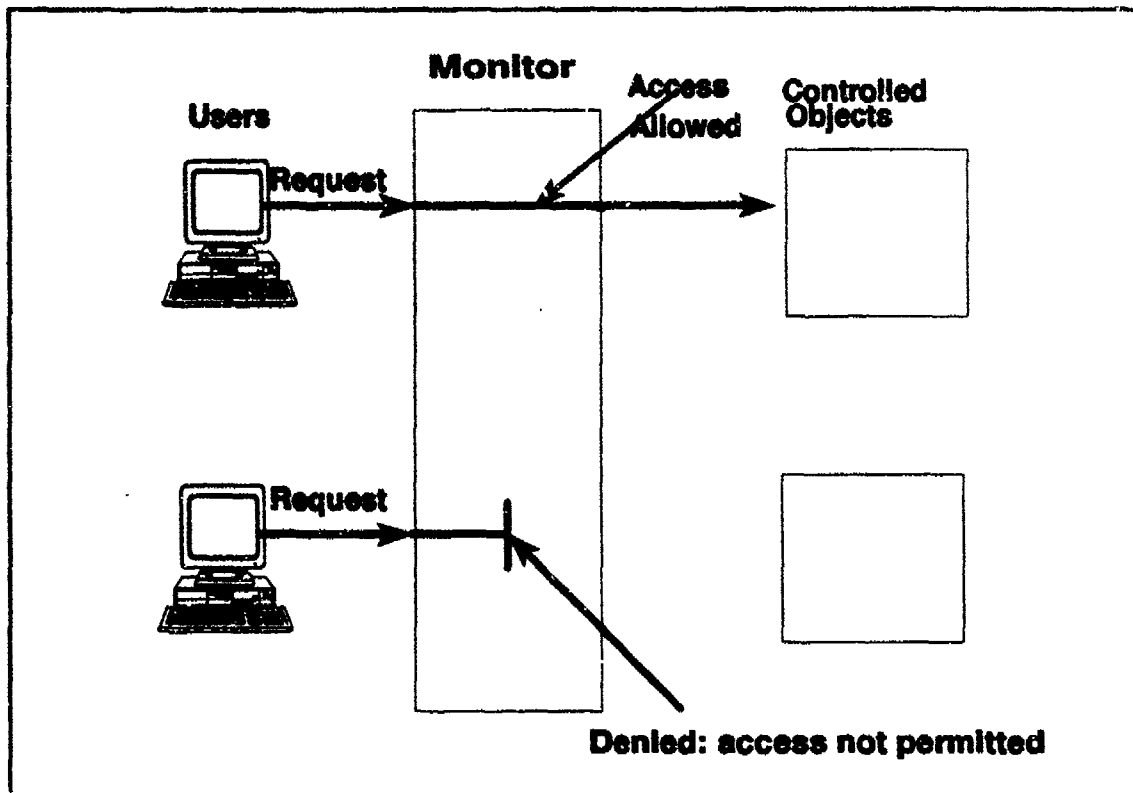 Monitor
Users
Access
Allowed
Controlled
Objects
Request
Request
Denied: access not permitted